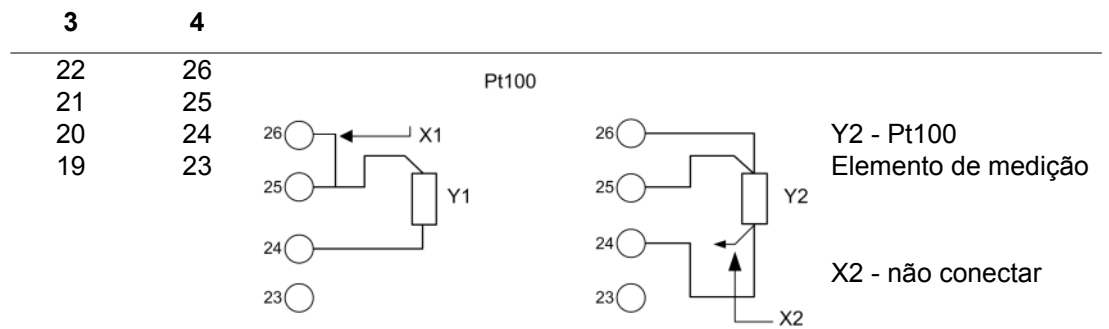 3 4
22 26
21 25
20 24
19 23
Pt100
26 X1
25 Y1
24
23
26
25 Y2
24
23
X2
Y2 - Pt100
Elemento de medição
X2 - não conectar